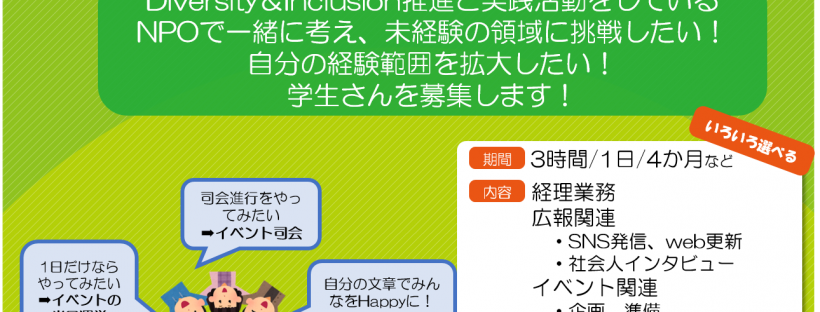 Diversity&Inclusion推進と実践活動をしている
NPOで一緒に考え、未経験の領域に挑戦したい！
自分の経験範囲を拡大したい！
学生さんを募集します！
いろいろ選べる
期間 3時間/1日/4か月など
内容 経理業務
広報関連
・SNS発信、web更新
・社会人インタビュー
イベント関連
・企画、準備
司会進行をやっ
てみたい
➡イベント司会
1日だけなら
やってみたい
➡イベントの
当日運営
自分の文章でみん
なをHappyに！